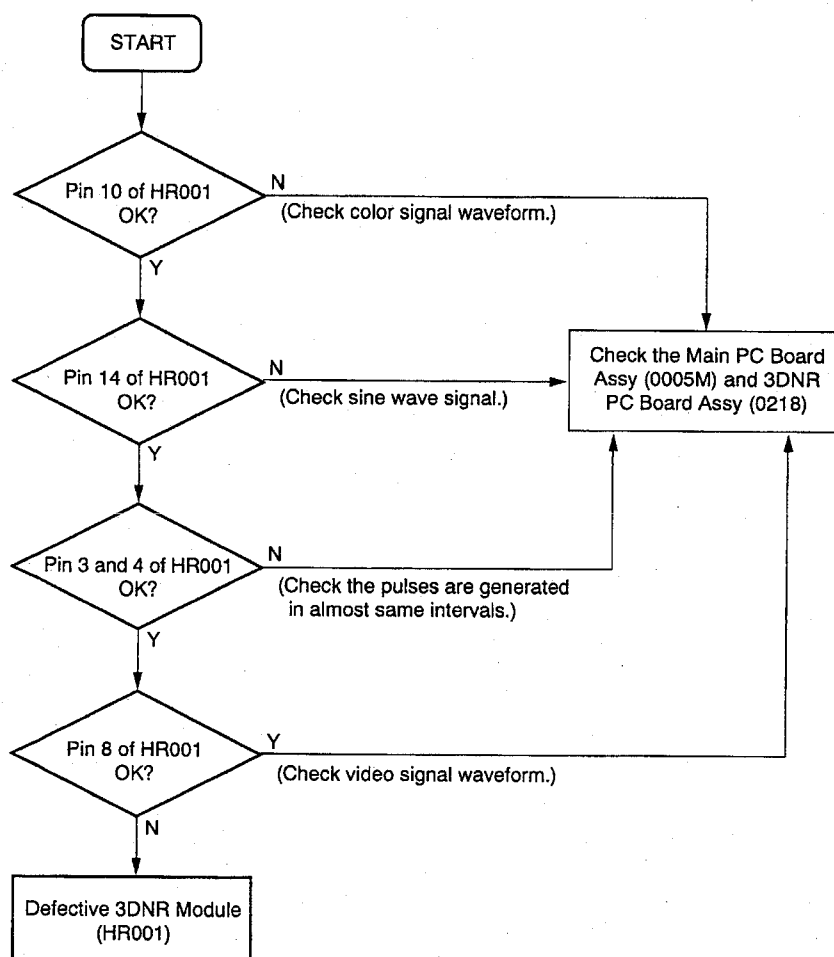 START
Pin 10 of HR001
OK?
N
(Check color signal waveform.)
Y
Pin 14 of HR001
OK?
N
(Check sine wave signal.)
Check the Main PC Board
Assy (0005M) and 3DNR
PC Board Assy (0218)
Y
Pin 3 and 4 of HR001
OK?
N
(Check the pulses are generated
in almost same intervals.)
Y
Pin 8 of HR001
OK?
Y
(Check video signal waveform.)
N
Defective 3DNR Module
(HR001)